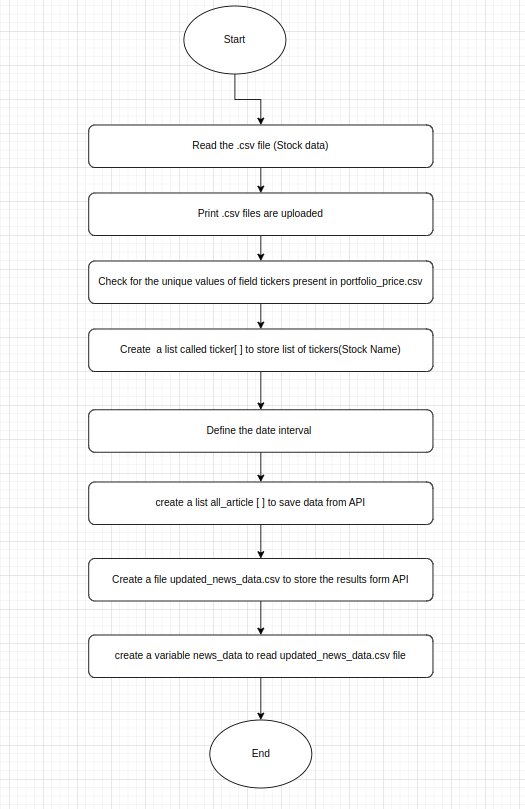 Start
Read the .csv file (Stock data)
Print .csv files are uploaded
Check for the unique values of field tickers present in portfolio_price.csv
Create  a list called ticker[ ] to store list of tickers(Stock Name)
Define the date interval
create a list all_article [ ] to save data from API
Create a file updated_news_data.csv to store the results form API
create a variable news_data to read updated_news_data.csv file
End